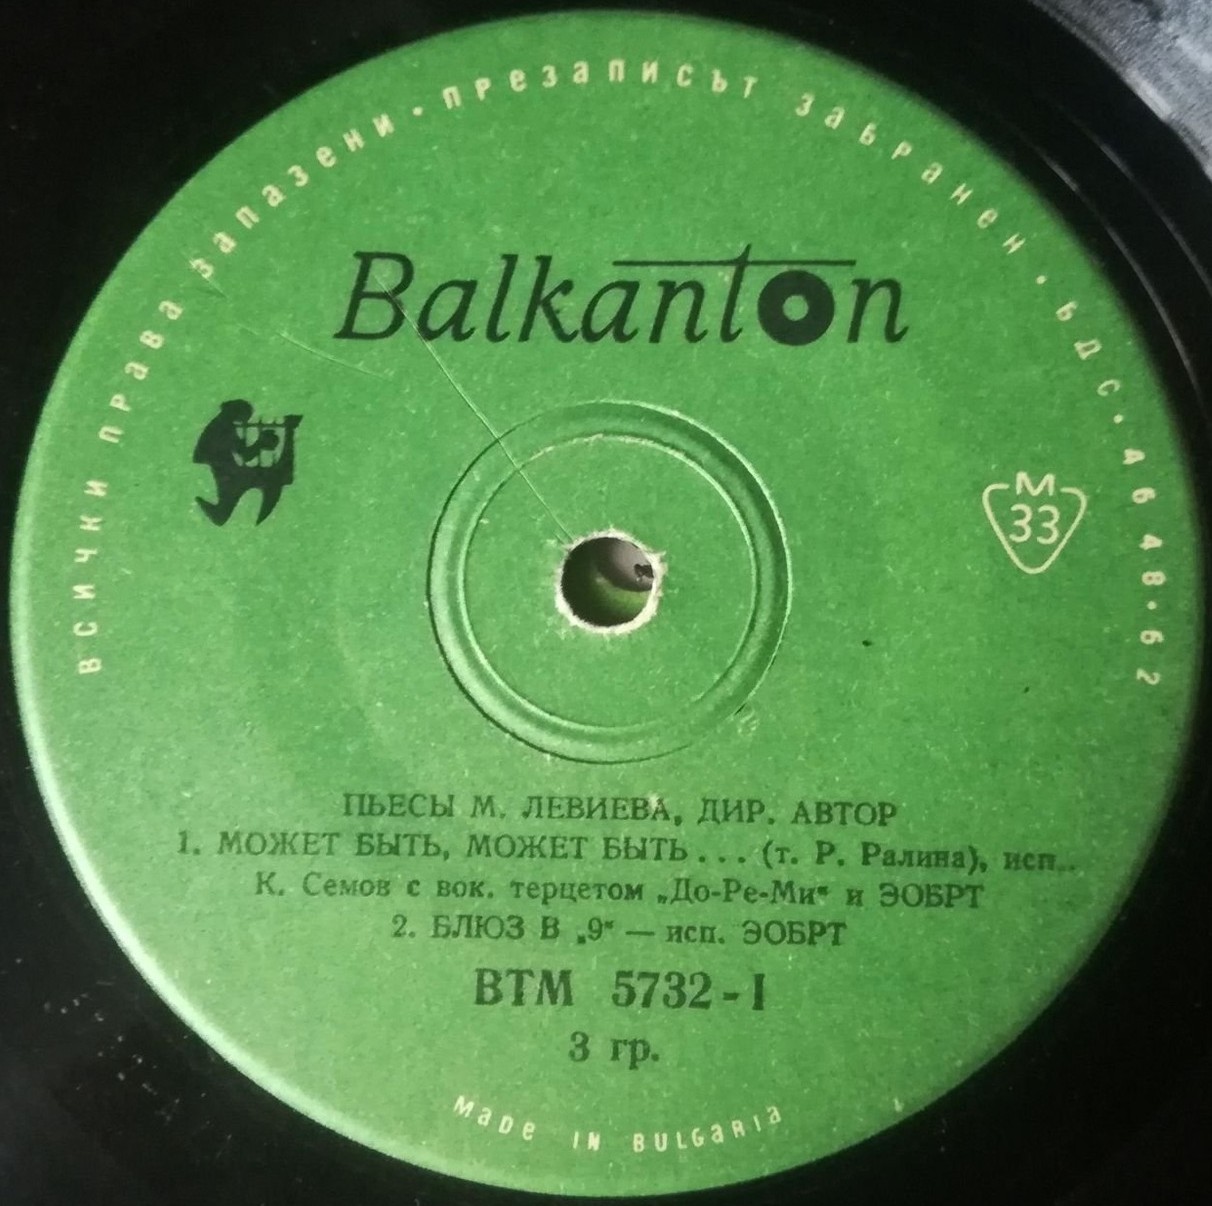 ВСИЧКИ ПРАВА ЗАПАЗЕНИ · ПРЕЗАПИСЪТ ЗАБРАНЕН · БДС · 4648 · 62
Balkanton
М
33
ПЬЕСЫ М. ЛЕВИЕВА, ДИР. АВТОР
1. МОЖЕТ БЫТЬ, МОЖЕТ БЫТЬ . . . (т. Р. Ралина), исп..
К. Семов с вок. терцетом „До-Ре-Ми“ и ЭОБРТ
2. БЛЮЗ В „9“ — исп. ЭОБРТ
ВТМ 5732-I
3 гр.
MADE IN BULGARIA